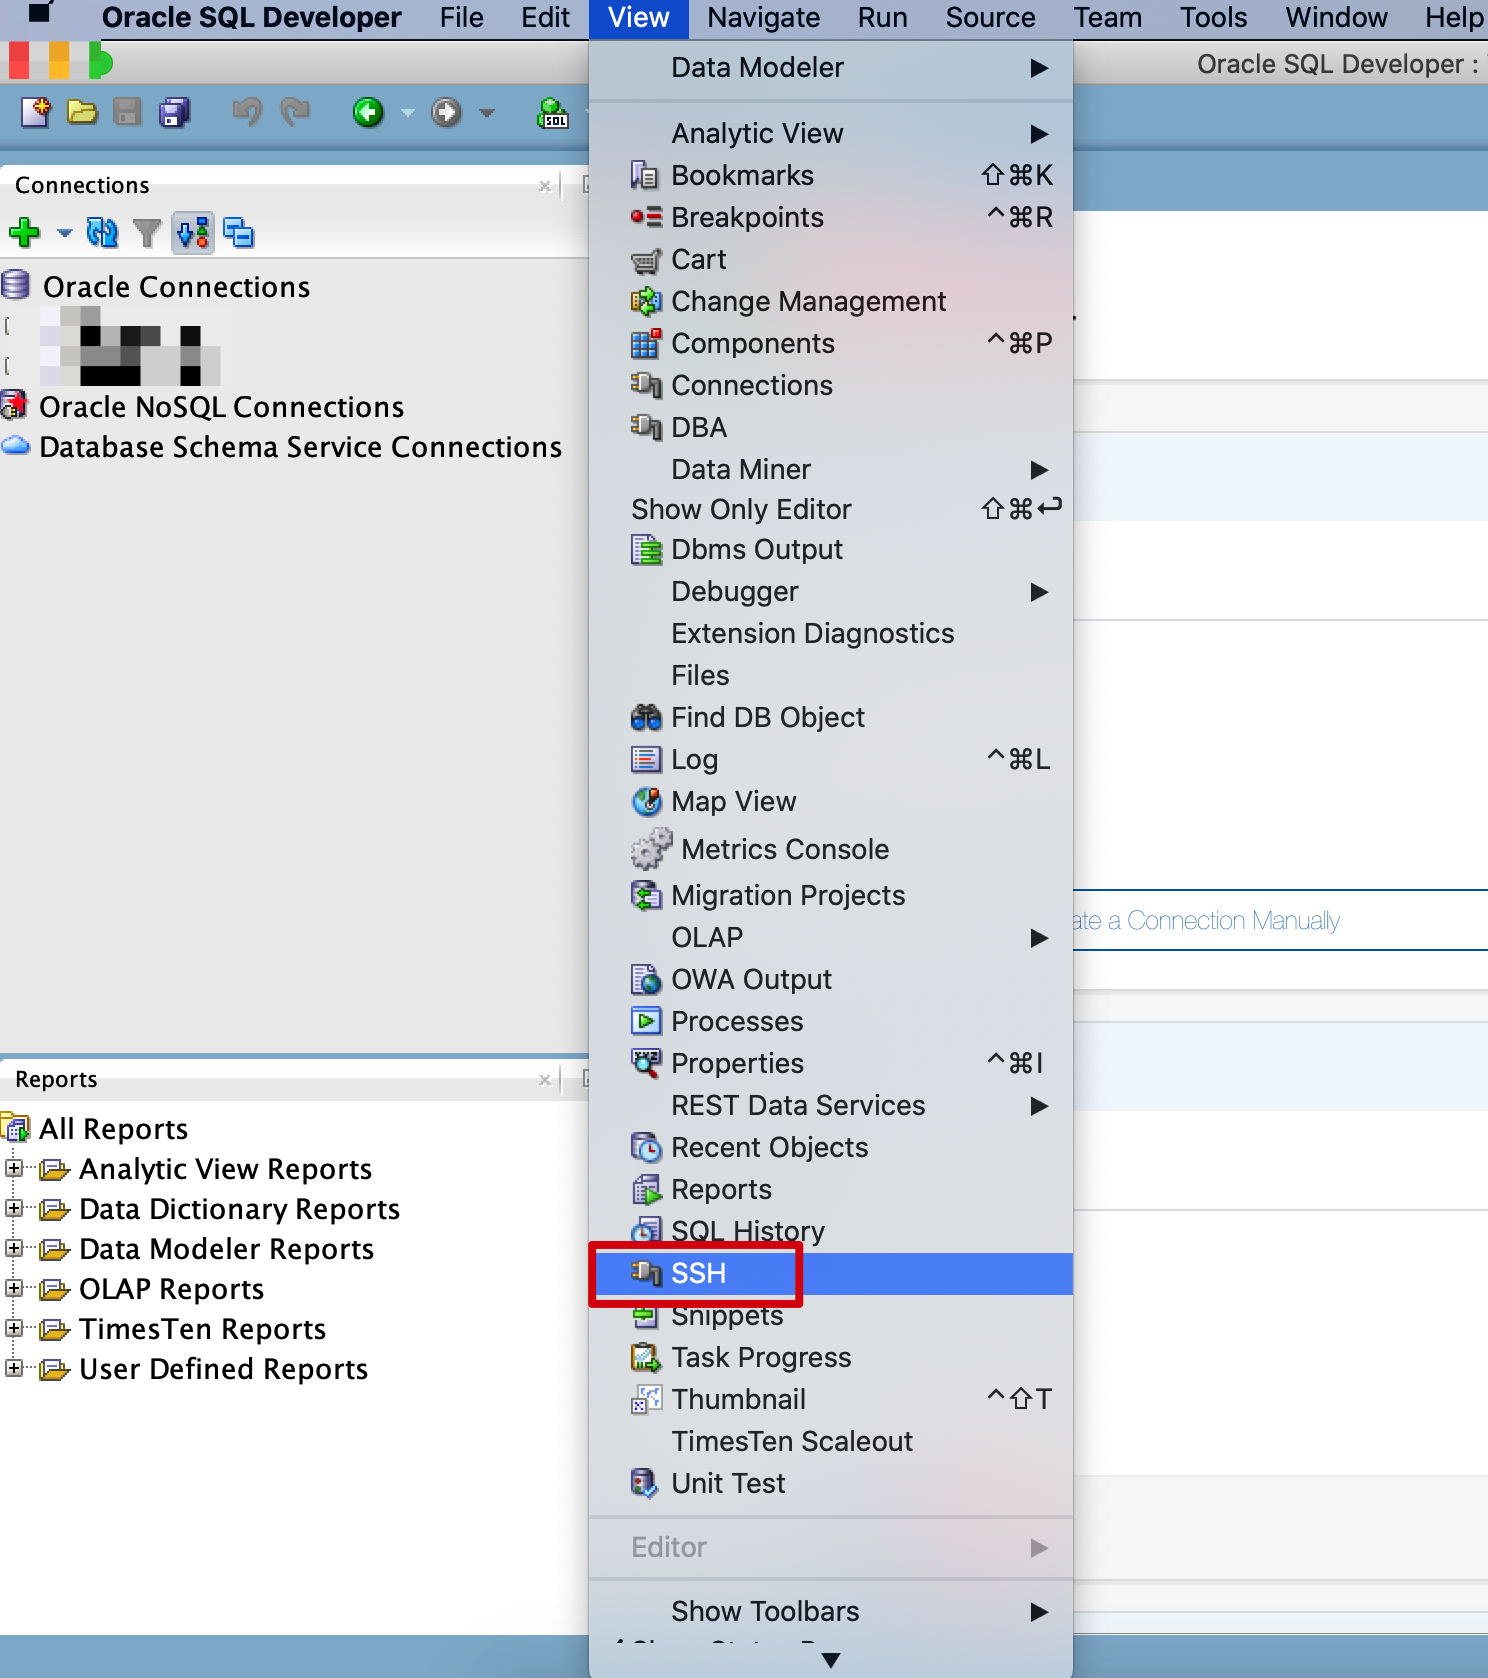 Oracle SQL Developer File Edit View Navigate Run Source Team Tools Window Help
Oracle SQL Developer :
SQL
Connections
Oracle Connections
Oracle NoSQL Connections
Database Schema Service Connections
Reports
All Reports
Analytic View Reports
Data Dictionary Reports
Data Modeler Reports
OLAP Reports
TimesTen Reports
User Defined Reports
Data Modeler
Analytic View
Bookmarks ⇧⌘K
Breakpoints ^⌘R
Cart
Change Management
Components ^⌘P
Connections
DBA
Data Miner
Show Only Editor ⇧⌘↩
Dbms Output
Debugger
Extension Diagnostics
Files
Find DB Object
Log ^⌘L
Map View
Metrics Console
Migration Projects
OLAP
OWA Output
Processes
Properties ^⌘I
REST Data Services
Recent Objects
Reports
SQL History
SSH
Snippets
Task Progress
Thumbnail ^⇧T
TimesTen Scaleout
Unit Test
Editor
Show Toolbars
ate a Connection Manually